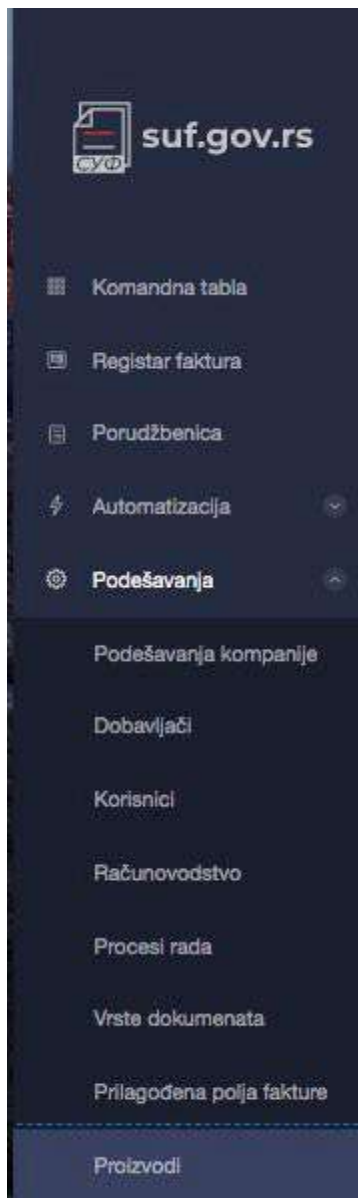 СУФ
suf.gov.rs
Komandna tabla
Registar faktura
Porudžbenica
Automatizacija
Podešavanja
Podešavanja kompanije
Dobavljači
Korisnici
Računovodstvo
Procesi rada
Vrste dokumenata
Prilagođena polja fakture
Proizvodi